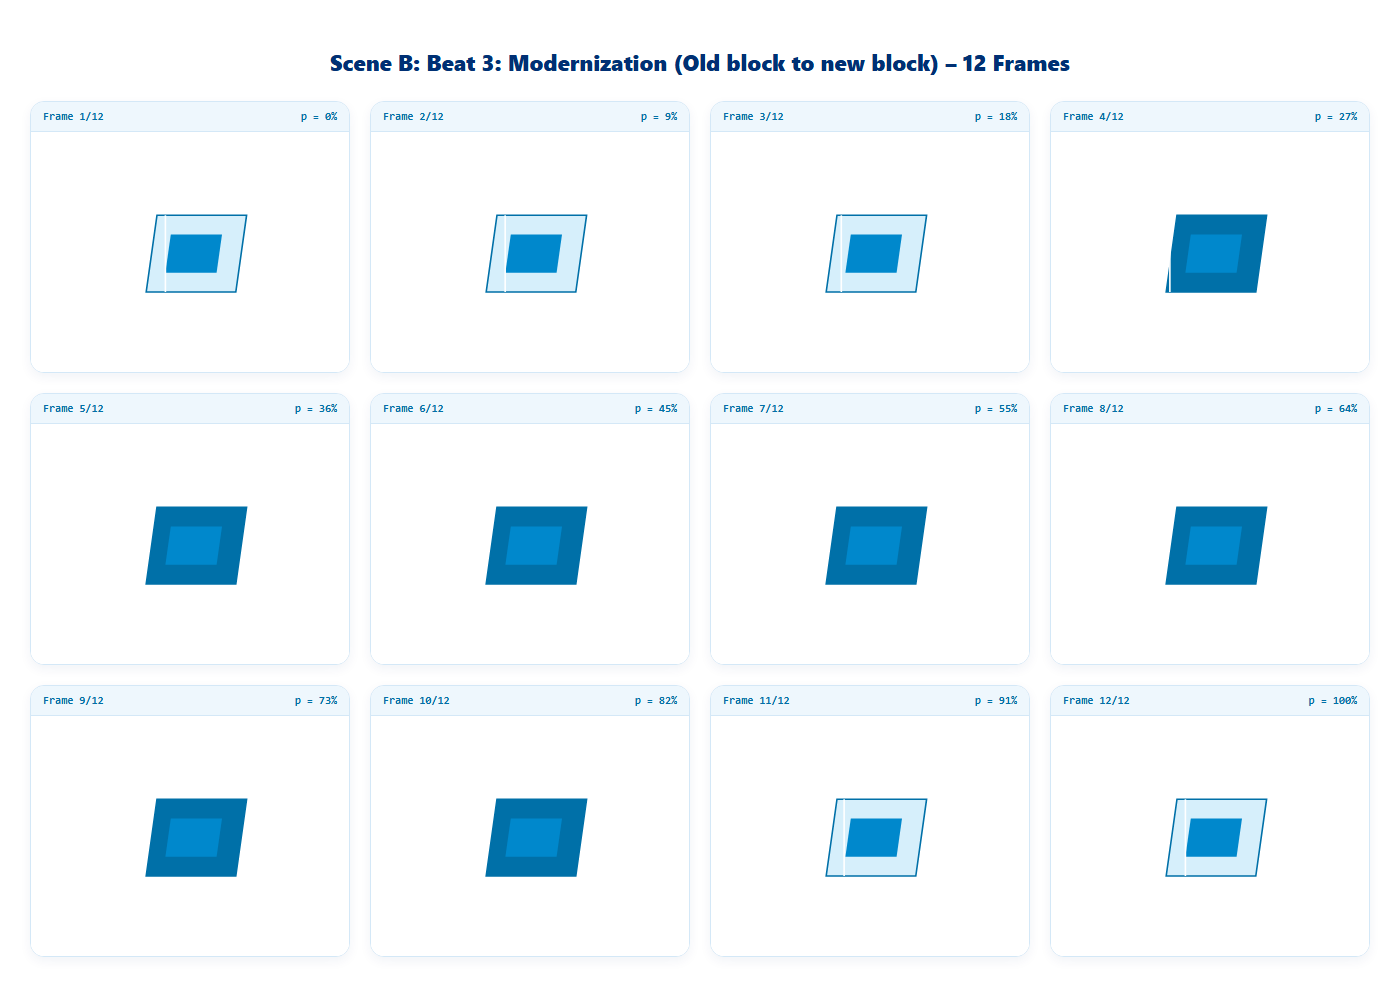 Scene B: Beat 3: Modernization (Old block to new block) – 12 Frames
Frame 1/12 p = 0%
Frame 2/12 p = 9%
Frame 3/12 p = 18%
Frame 4/12 p = 27%
Frame 5/12 p = 36%
Frame 6/12 p = 45%
Frame 7/12 p = 55%
Frame 8/12 p = 64%
Frame 9/12 p = 73%
Frame 10/12 p = 82%
Frame 11/12 p = 91%
Frame 12/12 p = 100%